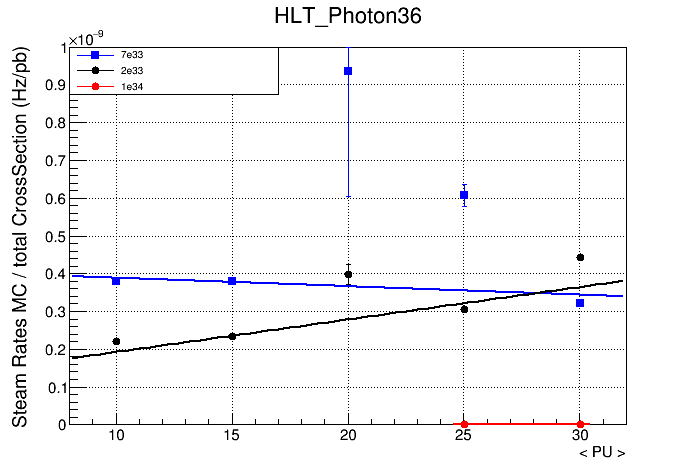 HLT_Photon36
Steam Rates MC / total CrossSection (Hz/pb)
×10⁻⁹
1
0.9
0.8
0.7
0.6
0.5
0.4
0.3
0.2
0.1
0
7e33
2e33
1e34
10 15 20 25 30
< PU >